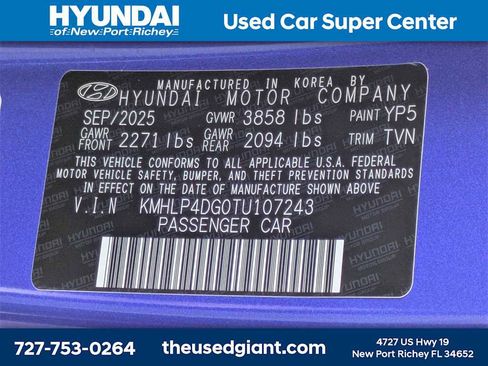 HYUNDAI
of New Port Richey
Used Car Super Center
MANUFACTURED IN KOREA BY
HYUNDAI MOTOR COMPANY
SEP/2025 GVWR 3858 lbs PAINT YP5
GAWR FRONT 2271 lbs GAWR REAR 2094 lbs TRIM TVN
THIS VEHICLE CONFORMS TO ALL APPLICABLE U.S.A. FEDERAL
MOTOR VEHICLE SAFETY, BUMPER, AND THEFT PREVENTION STANDARDS
IN EFFECT ON THE DATE OF MANUFACTURE SHOWN ABOVE.
V.I.N KMHLP4DG0TU107243
PASSENGER CAR
727-753-0264
theusedgiant.com
4727 US Hwy 19
New Port Richey FL 34652